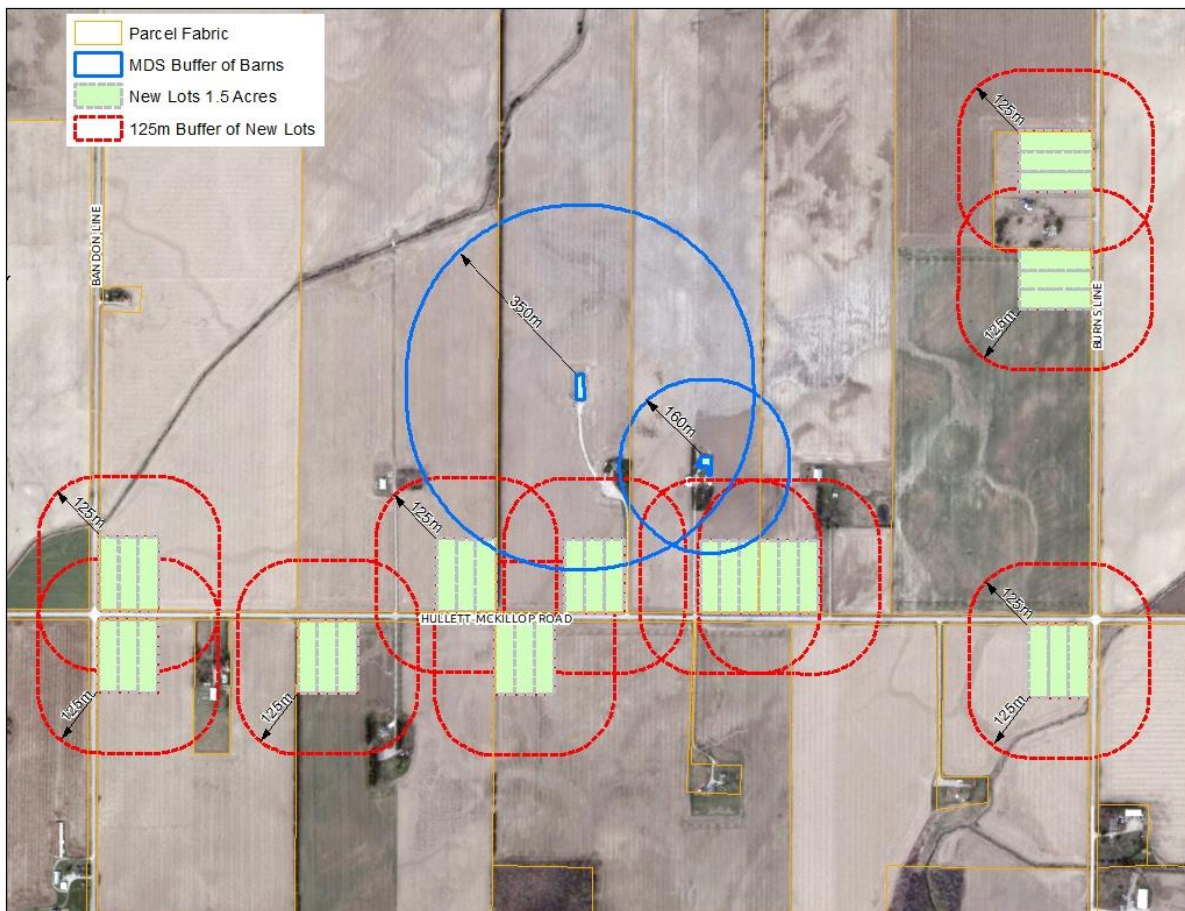 Parcel Fabric
MDS Buffer of Barns
New Lots 1.5 Acres
125m Buffer of New Lots
125m
BANDON LINE
350m
BURNS LINE
125m
160m
125m
125m
125m
HULLETT-MCKILLOP ROAD
125m
125m
125m